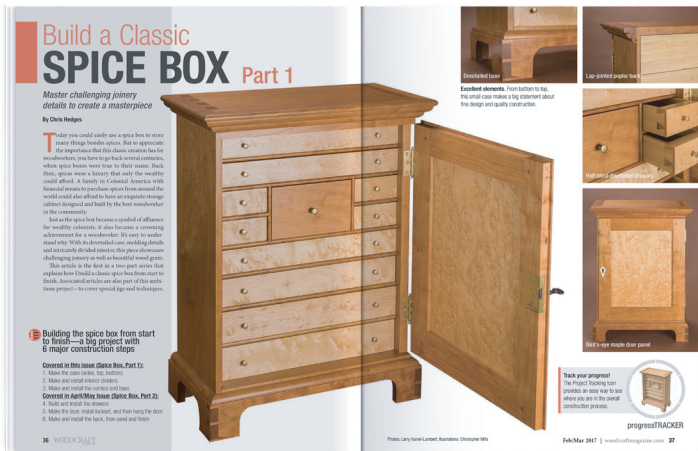 Build a Classic
SPICE BOX Part 1
Master challenging joinery
details to create a masterpiece
By Chris Hedges
Today you could easily use a spice box to store
many things besides spices. But to appreciate
the importance that this classic creation has for
woodworkers, you have to go back several centuries,
when spice boxes were true to their name. Back
then, spices were a luxury that only the wealthy
could afford. A family in Colonial America with
financial means to purchase spices from around the
world could also afford to have an exquisite storage
cabinet designed and built by the best woodworker
in the community.
Just as the spice box became a symbol of affluence
for wealthy colonists, it also became a crowning
achievement for a woodworker. It's easy to under-
stand why. With its dovetailed case, molding details
and intricately divided interior, this piece showcases
challenging joinery as well as beautiful wood grain.
This article is the first in a two-part series that
explains how I build a classic spice box from start to
finish. Associated articles are also part of this ambi-
tious project—to cover special jigs and techniques.
Building the spice box from start
to finish—a big project with
6 major construction steps
Covered in this Issue (Spice Box, Part 1):
1. Make the case (sides, top, bottom)
2. Make and install interior dividers
3. Make and install the cornice and base
Covered in April/May Issue (Spice Box, Part 2):
4. Build and install the drawers
5. Make the door, install lockset, and then hang the door.
6. Make and install the back, then sand and finish
36 WOODCRAFT
Dovetailed base
Excellent elements. From bottom to top,
this small case makes a big statement about
fine design and quality construction.
Lap-jointed poplar back
Half-blind dovetailed drawers
Bird's-eye maple door panel
Track your progress!
The Project Tracking Icon
provides an easy way to see
where you are in the overall
construction process.
progressTRACKER
Photos: Larry Hamel-Lambert; Illustrations: Christopher Mills
Feb/Mar 2017 | woodcraftmagazine.com 37